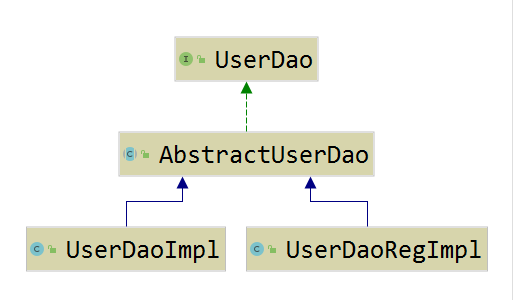 I UserDao
C AbstractUserDao
C UserDaoImpl
C UserDaoRegImpl